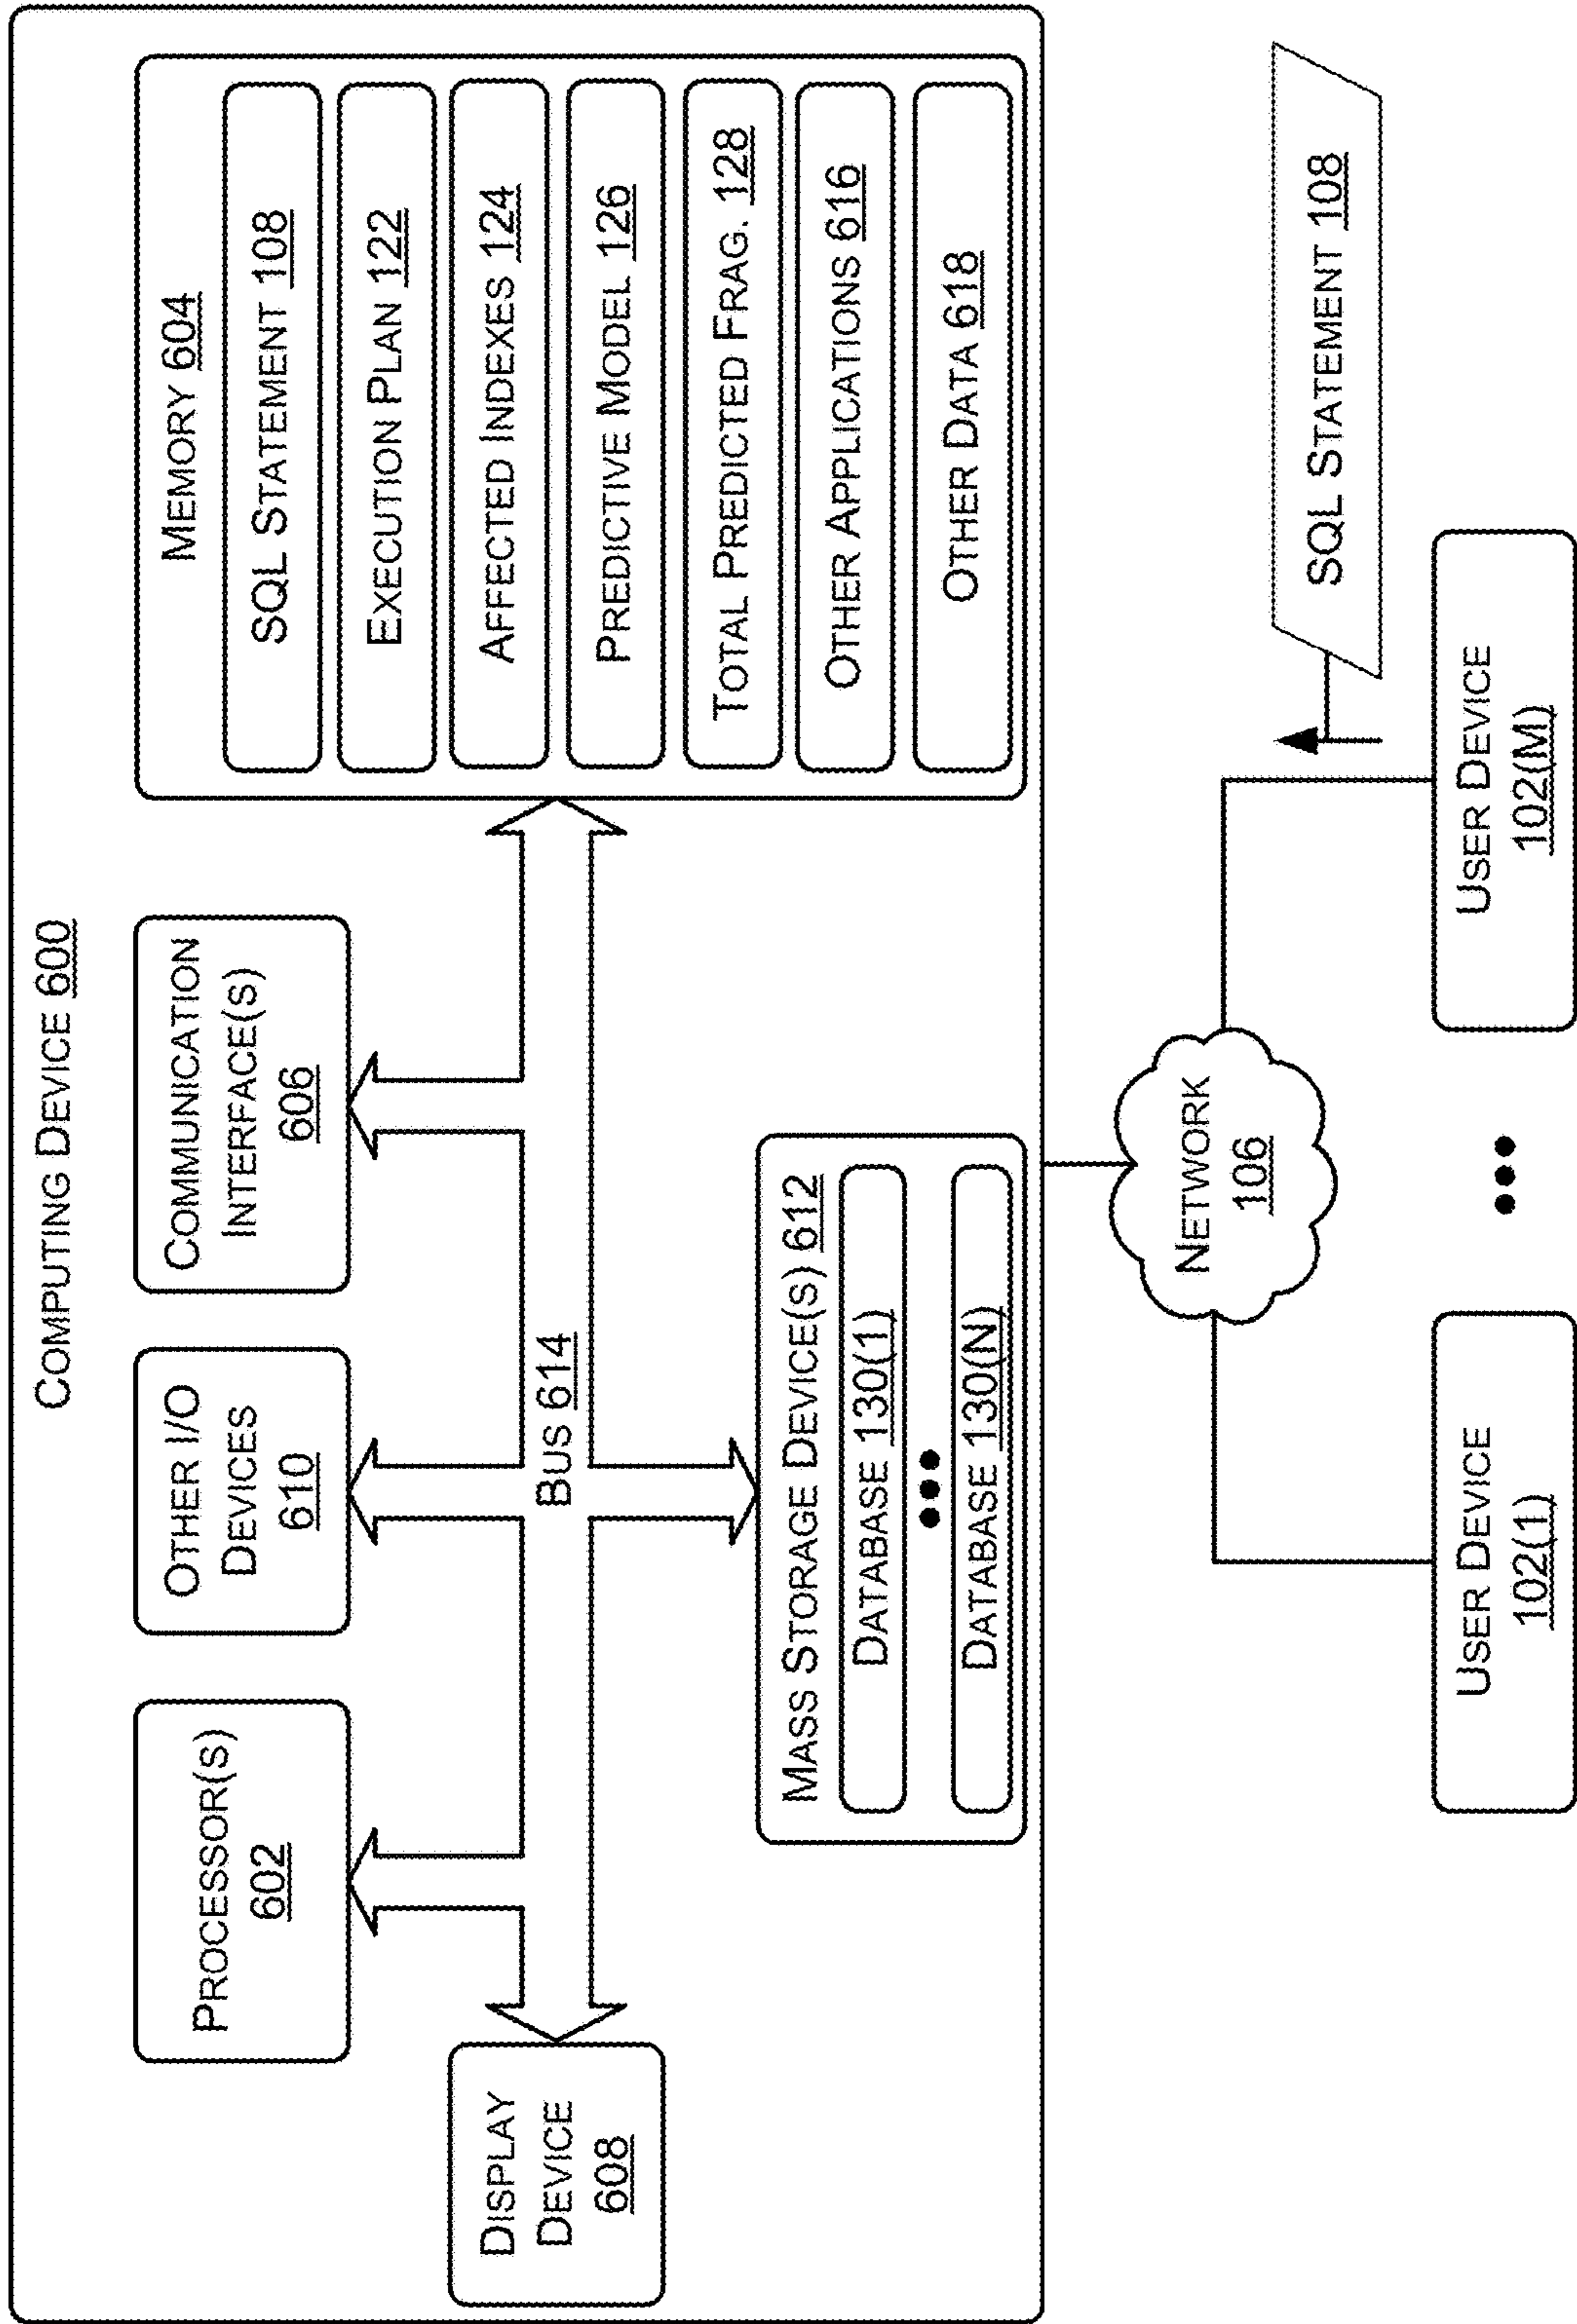 COMPUTING DEVICE 600
PROCESSOR(S)
602
OTHER I/O
DEVICES
610
COMMUNICATION
INTERFACE(S)
606
MEMORY 604
SQL STATEMENT 108
EXECUTION PLAN 122
AFFECTED INDEXES 124
PREDICTIVE MODEL 126
TOTAL PREDICTED FRAG. 128
OTHER APPLICATIONS 616
OTHER DATA 618
DISPLAY
DEVICE
608
BUS 614
MASS STORAGE DEVICE(S) 612
DATABASE 130(1)
DATABASE 130(N)
NETWORK
106
SQL STATEMENT 108
USER DEVICE
102(1)
USER DEVICE
102(M)